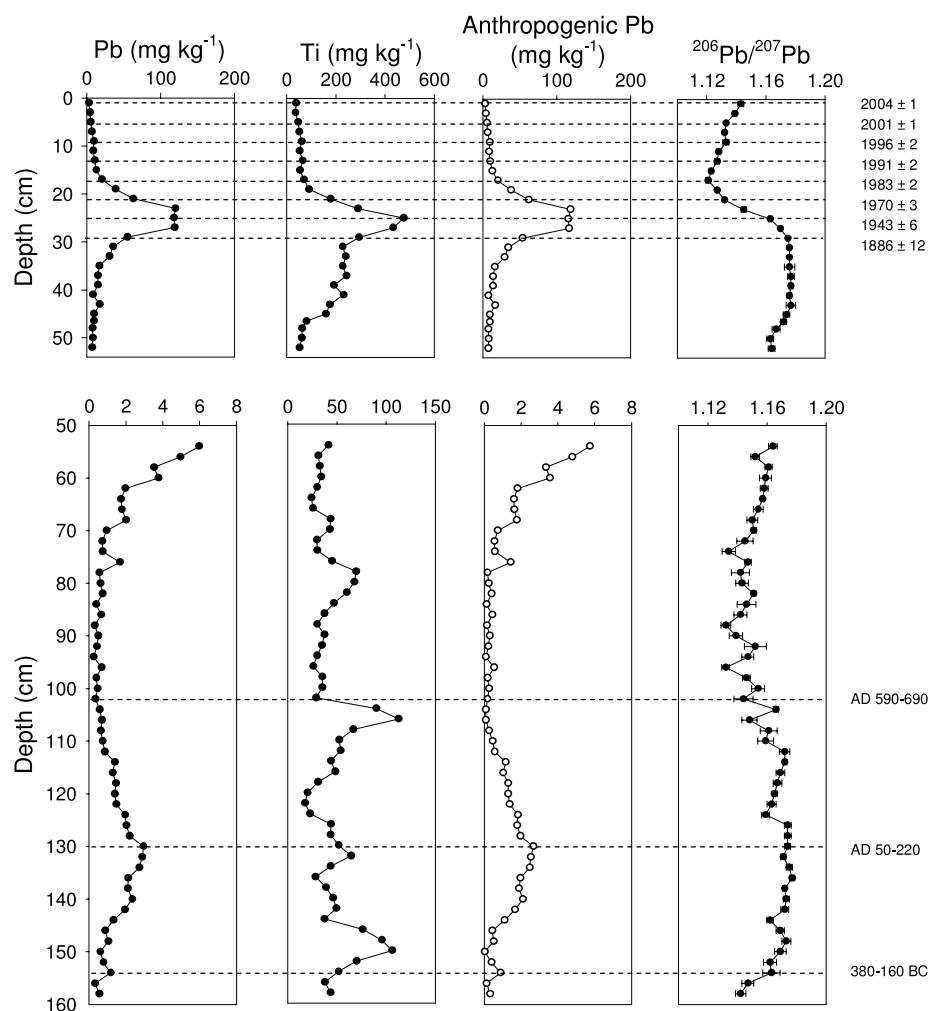 Pb (mg kg⁻¹)
Ti (mg kg⁻¹)
Anthropogenic Pb
(mg kg⁻¹)
²⁰⁶Pb/²⁰⁷Pb
0 100 200
0 200 400 600
0 100 200
1.12 1.16 1.20
Depth (cm)
0
10
20
30
40
50
2004 ± 1
2001 ± 1
1996 ± 2
1991 ± 2
1983 ± 2
1970 ± 3
1943 ± 6
1886 ± 12
0 2 4 6 8
0 50 100 150
0 2 4 6 8
1.12 1.16 1.20
Depth (cm)
50
60
70
80
90
100
110
120
130
140
150
160
AD 590-690
AD 50-220
380-160 BC